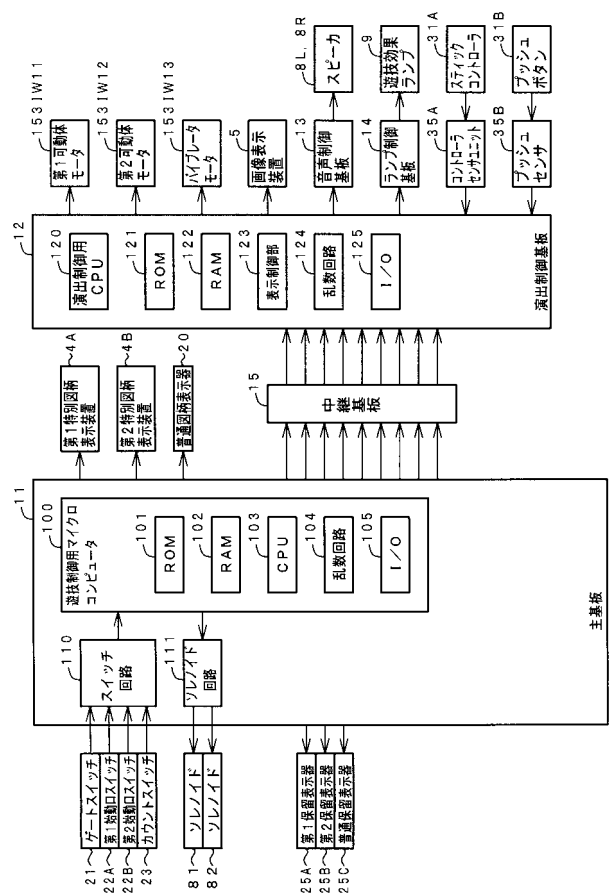 153IW11
第1可動体
モータ
153IW12
第2可動体
モータ
153IW13
バイブレータ
モータ
5
画像表示
装置
13
音声制御
基板
8L、8R
スピーカ
14
ランプ制御
基板
9
遊技効果
ランプ
35A
コントローラ
センサユニット
31A
スティック
コントローラ
35B
プッシュ
センサ
31B
プッシュ
ボタン
12
120
演出制御用
CPU
121
ROM
122
RAM
123
表示制御部
124
乱数回路
125
I/O
演出制御基板
4A
第1特別図柄
表示装置
4B
第2特別図柄
表示装置
20
普通図柄表示器
15
中継基板
11
100
遊技制御用マイクロ
コンピュータ
101
ROM
102
RAM
103
CPU
104
乱数回路
105
I/O
主基板
110
スイッチ
回路
111
ソレノイド
回路
21
ゲートスイッチ
22A
第1始動口スイッチ
22B
第2始動口スイッチ
23
カウントスイッチ
81
ソレノイド
82
ソレノイド
25A
第1保留表示器
25B
第2保留表示器
25C
普通保留表示器